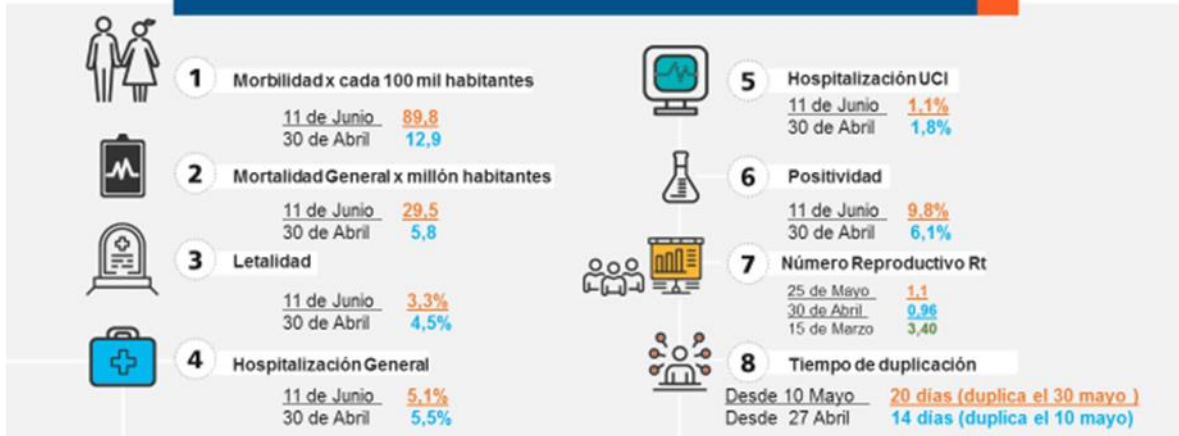 1 Morbilidad x cada 100 mil habitantes
11 de Junio 89,8
30 de Abril 12,9
2 Mortalidad General x millón habitantes
11 de Junio 29,5
30 de Abril 5,8
3 Letalidad
11 de Junio 3,3%
30 de Abril 4,5%
4 Hospitalización General
11 de Junio 5,1%
30 de Abril 5,5%
5 Hospitalización UCI
11 de Junio 1,1%
30 de Abril 1,8%
6 Positividad
11 de Junio 9,8%
30 de Abril 6,1%
7 Número Reproductivo Rt
25 de Mayo 1,1
30 de Abril 0,96
15 de Marzo 3,40
8 Tiempo de duplicación
Desde 10 Mayo 20 días (duplica el 30 mayo )
Desde 27 Abril 14 días (duplica el 10 mayo)